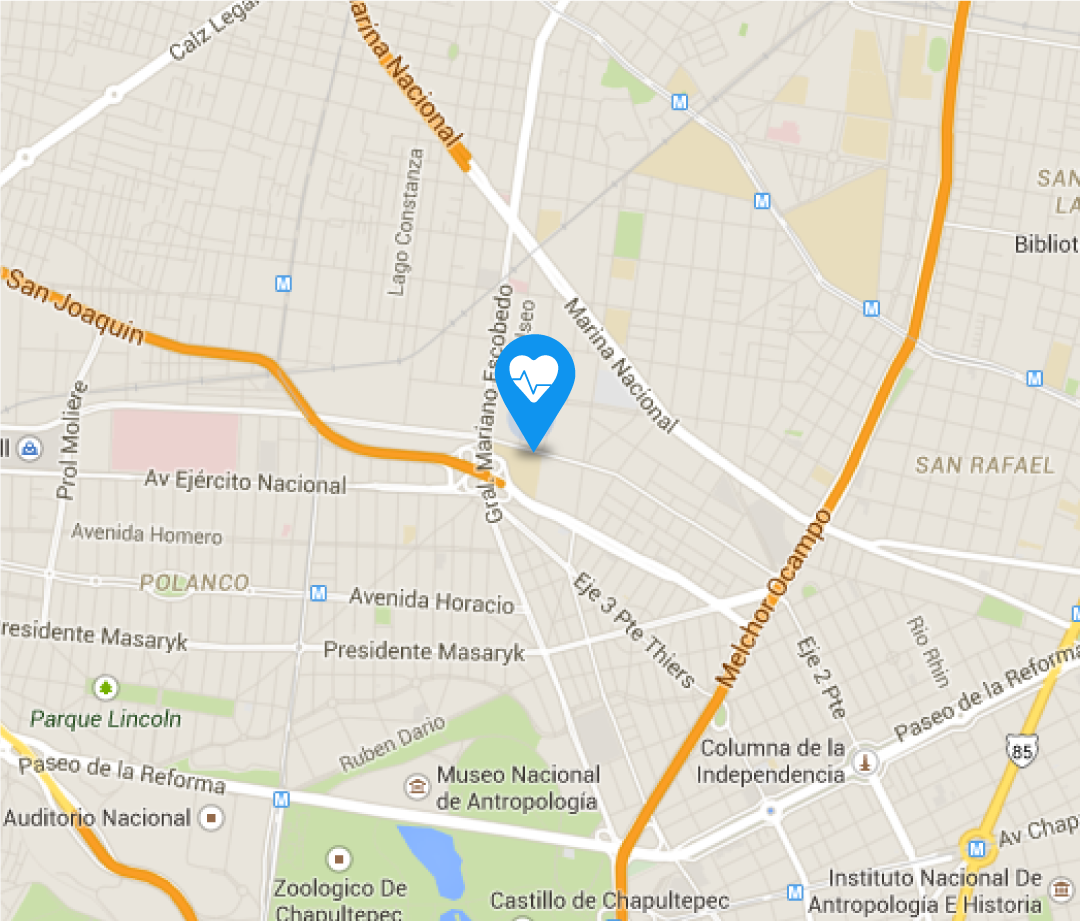 Calz Legar
arina Nacional
Lago Constanza
SAN
LA
Bibliot
San Joaquin
Gral Mariano Escobedo
lseo
Marina Nacional
Prol Moliere
ll
Av Ejército Nacional
SAN RAFAEL
Avenida Homero
POLANCO
Avenida Horacio
Eje 3 Pte Thiers
Melchor Ocampo
residente Masaryk
Presidente Masaryk
Eje 2 Pte
Rio Rhin
Paseo de la Reforma
Parque Lincoln
Ruben Dario
85
Paseo de la Reforma
Columna de la
Independencia
Museo Nacional
de Antropología
Auditorio Nacional
Av Chap
Zoologico De
Chapultepec
Castillo de Chapultepec
Instituto Nacional De
Antropología E Historia
M
M
M
M
M
M
M
M
M
M